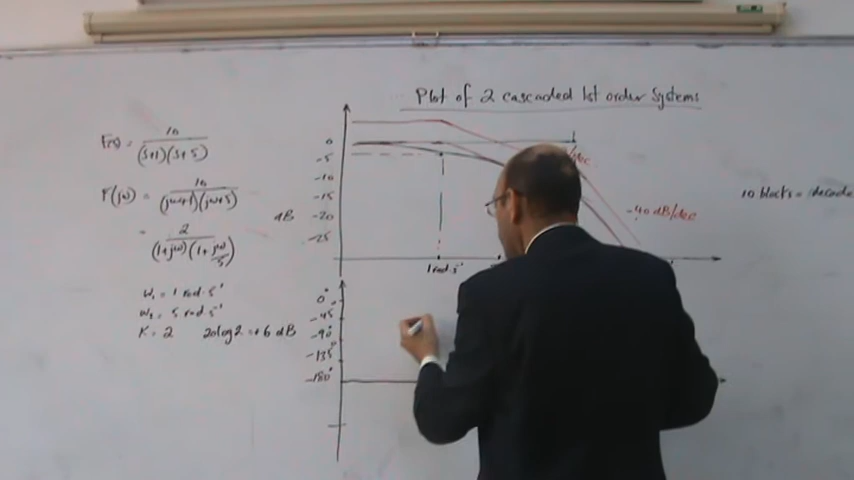 Plot of 2 cascaded 1st order Systems
F(s) = 10 / (s+1)(s+5)
F(jω) = 10 / (jω+1)(jω+5)
= 2 / (1+jω)(1+jω/5)
ω₁ = 1 rad.s⁻¹
ω₂ = 5 rad.s⁻¹
K = 2 20log2 = +6 dB
dB
0
-5
-10
-15
-20
-25
1 rad.s⁻¹
-40 dB/dec
10 blocks = decade
0°
-45°
-90°
-135°
-180°